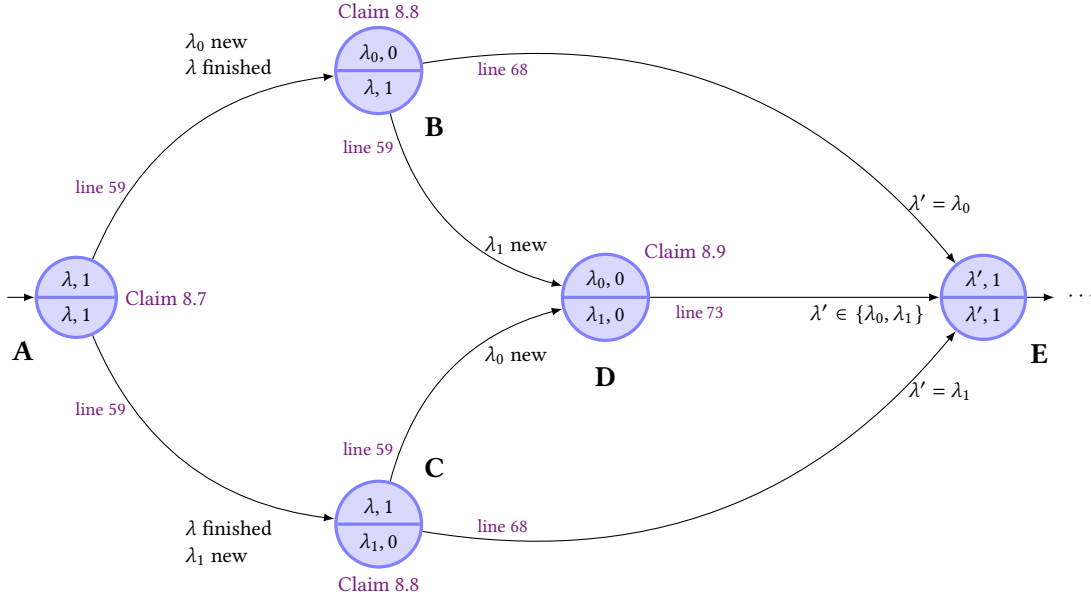 Claim 8.8
λ₀ new
λ finished
λ₀, 0
λ, 1
line 68
B
line 59
line 59
λ′ = λ₀
λ₁ new
Claim 8.9
λ, 1
λ, 1
Claim 8.7
A
λ₀, 0
λ₁, 0
line 73
λ′ ∈ {λ₀, λ₁}
D
λ′, 1
λ′, 1
E
···
λ₀ new
line 59
λ′ = λ₁
line 59
C
λ finished
λ₁ new
λ, 1
λ₁, 0
line 68
Claim 8.8